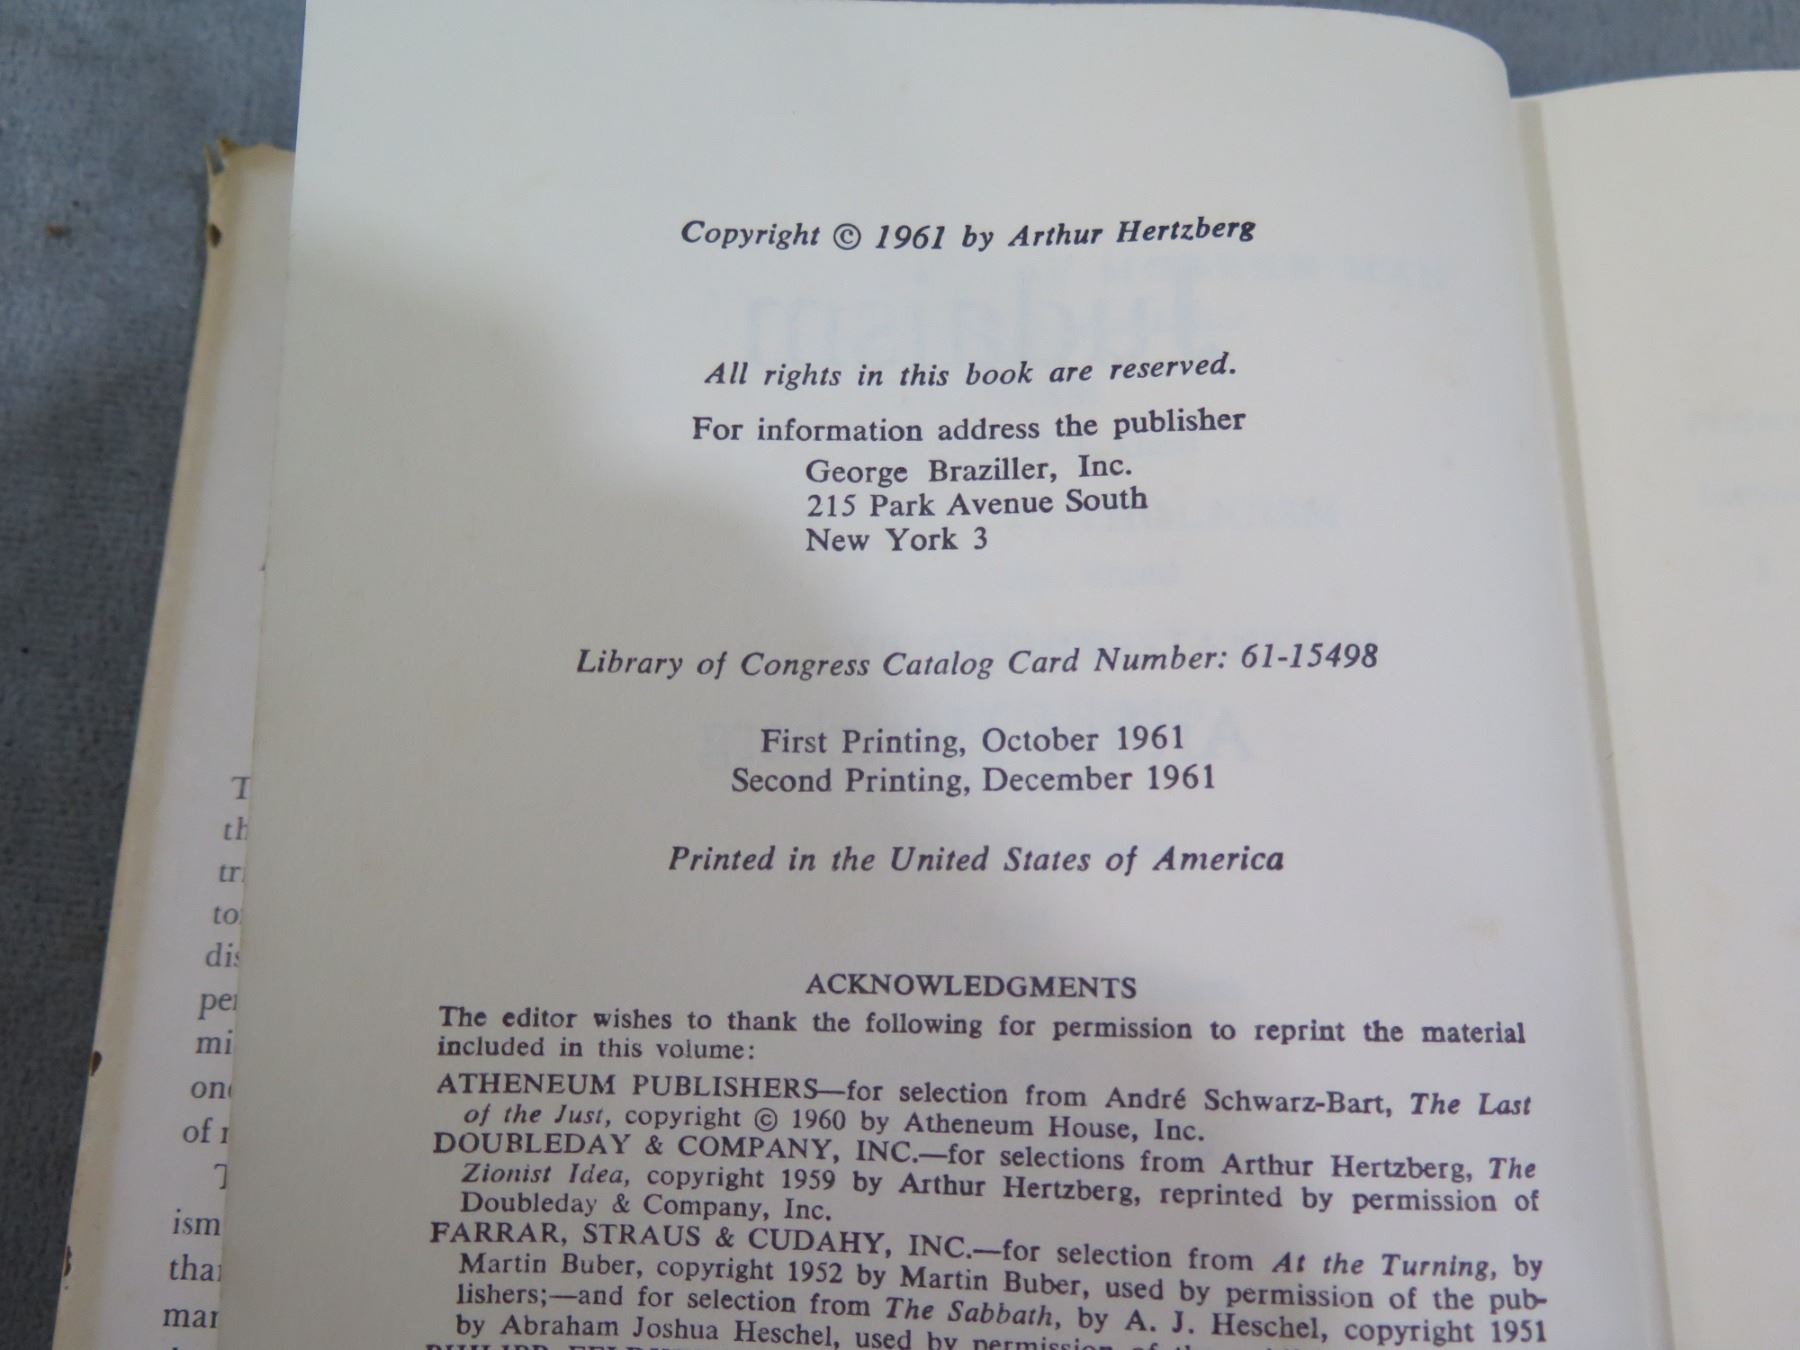 Copyright © 1961 by Arthur Hertzberg
All rights in this book are reserved.
For information address the publisher
George Braziller, Inc.
215 Park Avenue South
New York 3
Library of Congress Catalog Card Number: 61-15498
First Printing, October 1961
Second Printing, December 1961
Printed in the United States of America
ACKNOWLEDGMENTS
The editor wishes to thank the following for permission to reprint the material
included in this volume:
ATHENEUM PUBLISHERS—for selection from André Schwarz-Bart, The Last
of the Just, copyright © 1960 by Atheneum House, Inc.
DOUBLEDAY & COMPANY, INC.—for selections from Arthur Hertzberg, The
Zionist Idea, copyright 1959 by Arthur Hertzberg, reprinted by permission of
Doubleday & Company, Inc.
FARRAR, STRAUS & CUDAHY, INC.—for selection from At the Turning, by
Martin Buber, copyright 1952 by Martin Buber, used by permission of the pub-
lishers;—and for selection from The Sabbath, by A. J. Heschel, copyright 1951
by Abraham Joshua Heschel, used by permission of the